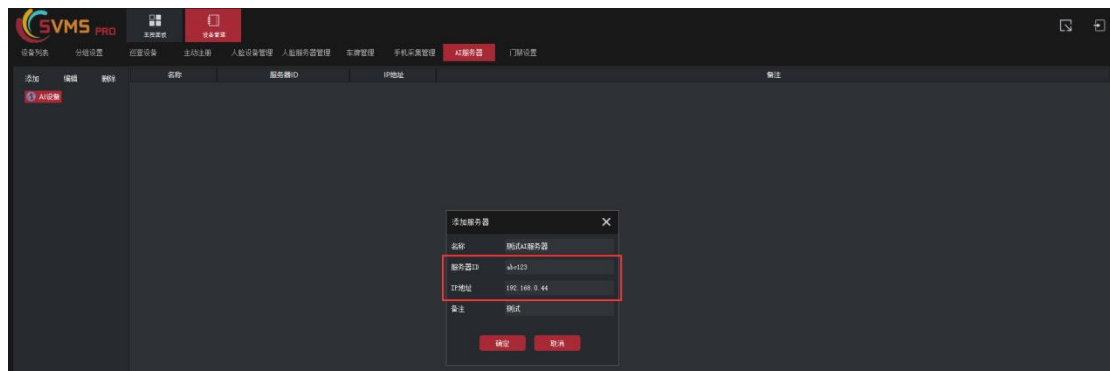 SVMS PRO
主控面板 设备管理
设备列表 分组设置 巡查设备 主动注册 人脸设备管理 人脸服务器管理 车牌管理 手机采集管理 AI服务器 门禁设置
添加 编辑 删除 名称 服务器ID IP地址 备注
AI设备
添加服务器
名称 测试AI服务器
服务器ID abc123
IP地址 192.168.0.44
备注 测试
确定 取消